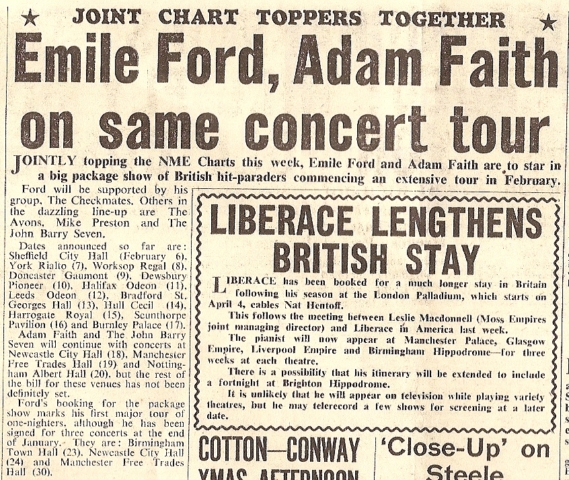 ★ JOINT CHART TOPPERS TOGETHER ★
Emile Ford, Adam Faith
on same concert tour
JOINTLY topping the NME Charts this week, Emile Ford and Adam Faith are to star in
a big package show of British hit-paraders commencing an extensive tour in February.
Ford will be supported by his
group, The Checkmates. Others in
the dazzling line-up are The
Avons, Mike Preston and The
John Barry Seven.
Dates announced so far are:
Sheffield City Hall (February 6),
York Rialto (7), Worksop Regal (8),
Doncaster Gaumont (9), Dewsbury
Pioneer (10), Halifax Odeon (11),
Leeds Odeon (12), Bradford St.
Georges Hall (13), Hull Cecil (14),
Harrogate Royal (15), Scunthorpe
Pavilion (16) and Burnley Palace (17).
Adam Faith and The John Barry
Seven will continue with concerts at
Newcastle City Hall (18), Manchester
Free Trades Hall (19) and Notting-
ham Albert Hall (20), but the rest of
the bill for these venues has not been
definitely set.
Ford's booking for the package
show marks his first major tour of
one-nighters, although he has been
signed for three concerts at the end
of January. They are: Birmingham
Town Hall (23), Newcastle City Hall
(24) and Manchester Free Trades
Hall (30).
LIBERACE LENGTHENS
BRITISH STAY
LIBERACE has been booked for a much longer stay in Britain
following his season at the London Palladium, which starts on
April 4, cables Nat Hentoff.
This follows the meeting between Leslie Macdonnell (Moss Empires
joint managing director) and Liberace in America last week.
The pianist will now appear at Manchester Palace, Glasgow
Empire, Liverpool Empire and Birmingham Hippodrome—for three
weeks at each theatre.
There is a possibility that his itinerary will be extended to include
a fortnight at Brighton Hippodrome.
It is unlikely that he will appear on television while playing variety
theatres, but he may telerecord a few shows for screening at a later
date.
COTTON—CONWAY
XMAS AFTERNOON
'Close-Up' on
Steele